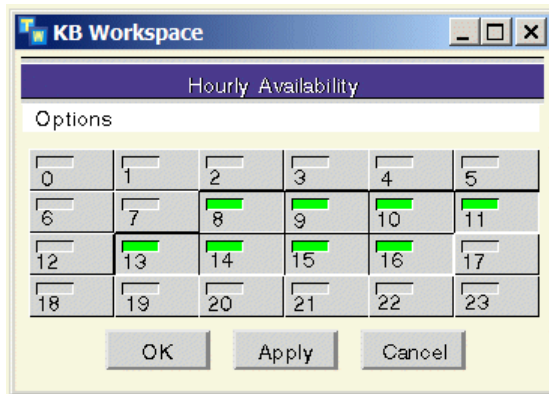 TW KB Workspace
Hourly Availability
Options
0 1 2 3 4 5
6 7 8 9 10 11
12 13 14 15 16 17
18 19 20 21 22 23
OK Apply Cancel